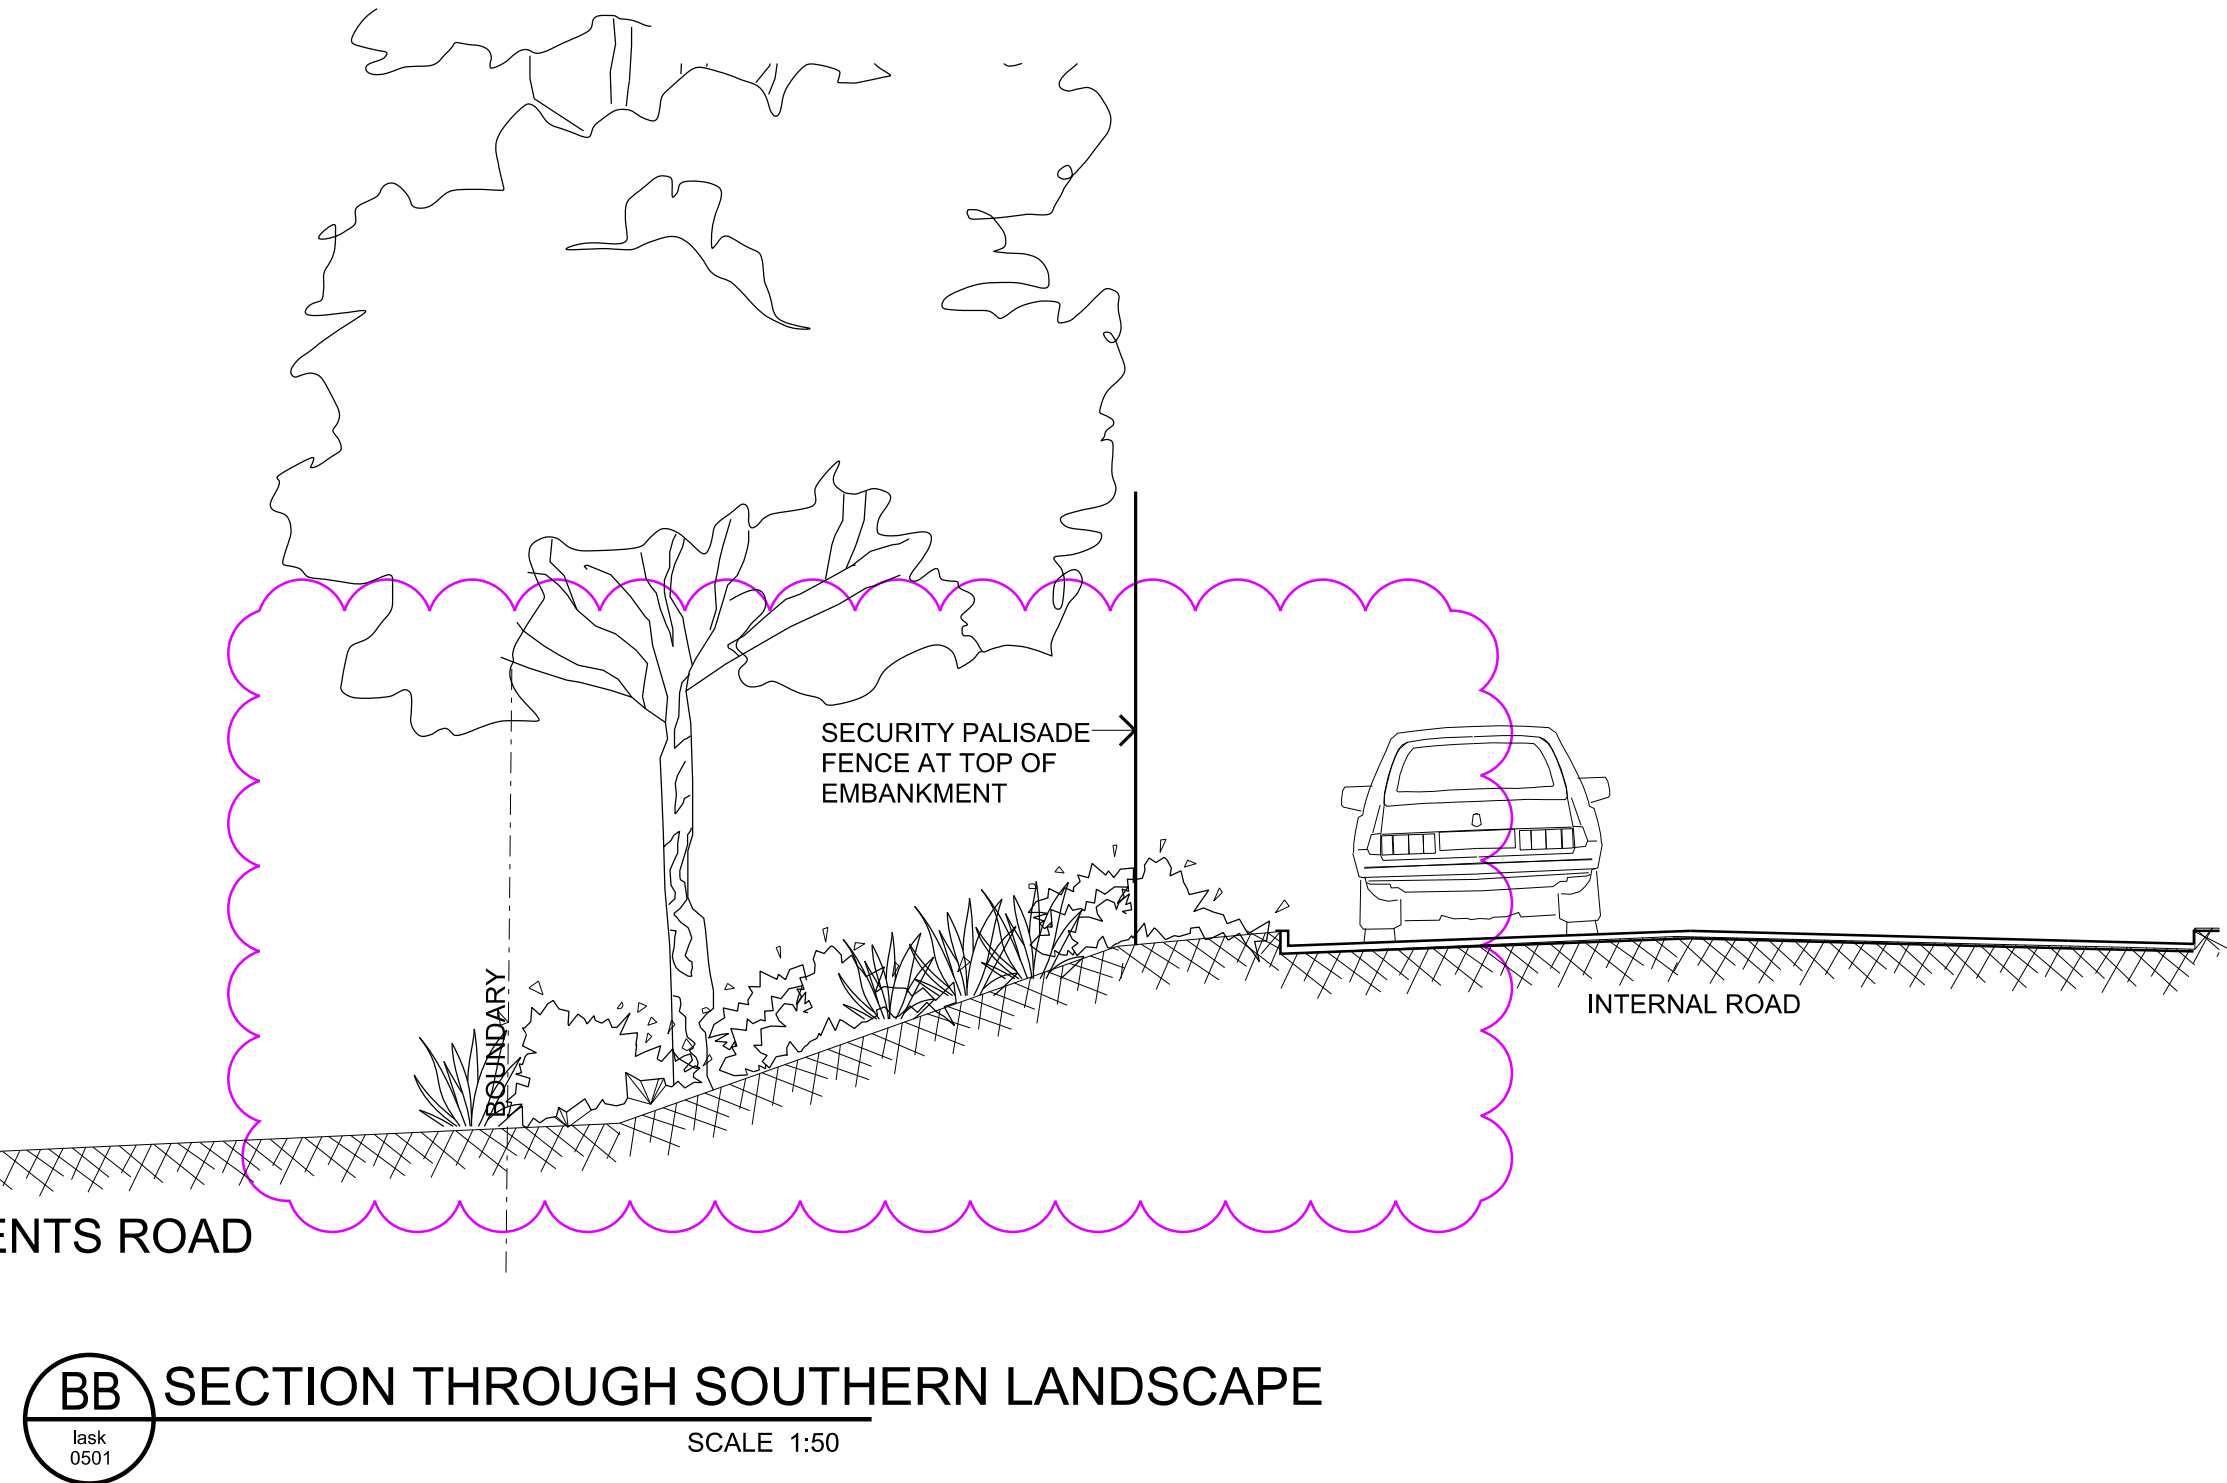 SECURITY PALISADE
FENCE AT TOP OF
EMBANKMENT
BOUNDARY
INTERNAL ROAD
ENTS ROAD
BB
lask
0501
SECTION THROUGH SOUTHERN LANDSCAPE
SCALE 1:50